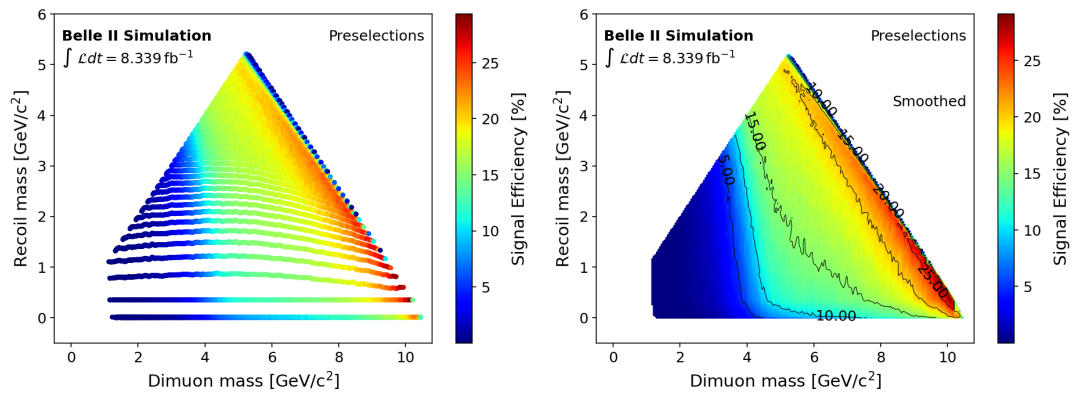 Belle II Simulation Preselections
∫ ℒdt = 8.339 fb⁻¹
6
5
4
3
2
1
0
Recoil mass [GeV/c²]
0 2 4 6 8 10
Dimuon mass [GeV/c²]
25
20
15
10
5
Signal Efficiency [%]
Belle II Simulation Preselections
∫ ℒdt = 8.339 fb⁻¹
Smoothed
6
5
4
3
2
1
0
Recoil mass [GeV/c²]
10.00
15.00
15.00
5.00
20.00
25.00
10.00
0 2 4 6 8 10
Dimuon mass [GeV/c²]
25
20
15
10
5
Signal Efficiency [%]